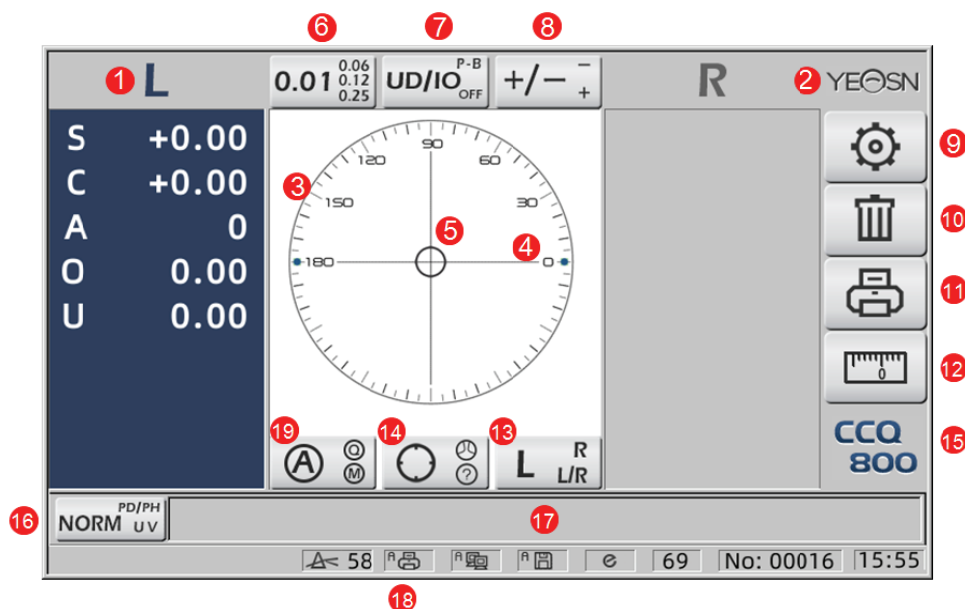 6 7 8
1 L
0.01 0.06 0.12 0.25
UD/IO P-B OFF
+/- - +
R
2 YEOSN
S +0.00
C +0.00
A 0
O 0.00
U 0.00
90
120 60
150 30
180 0
3
5
4
9
10
11
0
12
19 A Q M
14 ?
13 L R L/R
CCQ 800
15
16 NORM PD/PH UV
17
58 A A A e 69 No: 00016 15:55
18